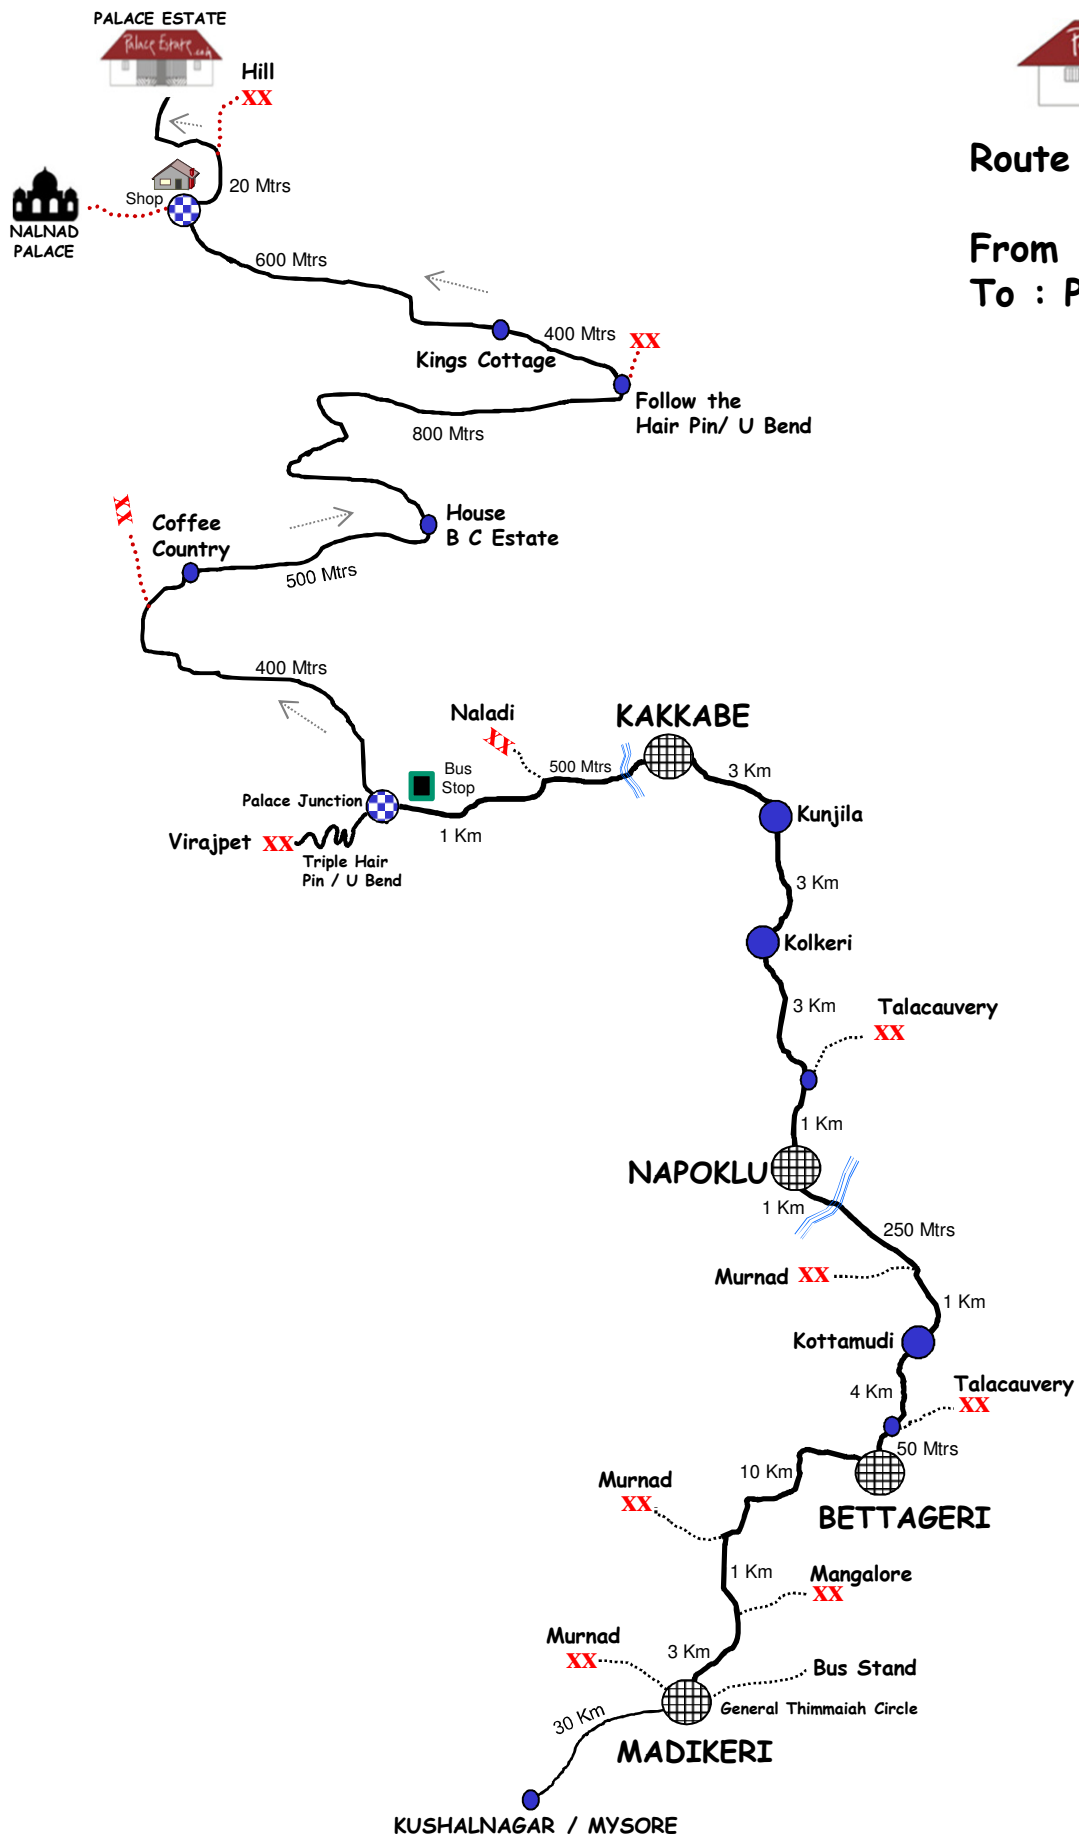 PALACE ESTATE
Palace Estate.com
Hill
XX
Route
From
To : P
20 Mtrs
Shop
NALNAD
PALACE
600 Mtrs
400 Mtrs
XX
Kings Cottage
Follow the
Hair Pin/ U Bend
800 Mtrs
XX
Coffee
Country
House
B C Estate
500 Mtrs
400 Mtrs
Naladi
XX
KAKKABE
500 Mtrs
3 Km
Bus
Stop
Palace Junction
1 Km
Kunjila
Virajpet XX
Triple Hair
Pin / U Bend
3 Km
Kolkeri
3 Km
Talacauvery
XX
1 Km
NAPOKLU
1 Km
250 Mtrs
Murnad XX
1 Km
Kottamudi
4 Km
Talacauvery
XX
50 Mtrs
10 Km
Murnad
XX
BETTAGERI
1 Km
Mangalore
XX
Murnad
XX
3 Km
Bus Stand
General Thimmaiah Circle
30 Km
MADIKERI
KUSHALNAGAR / MYSORE